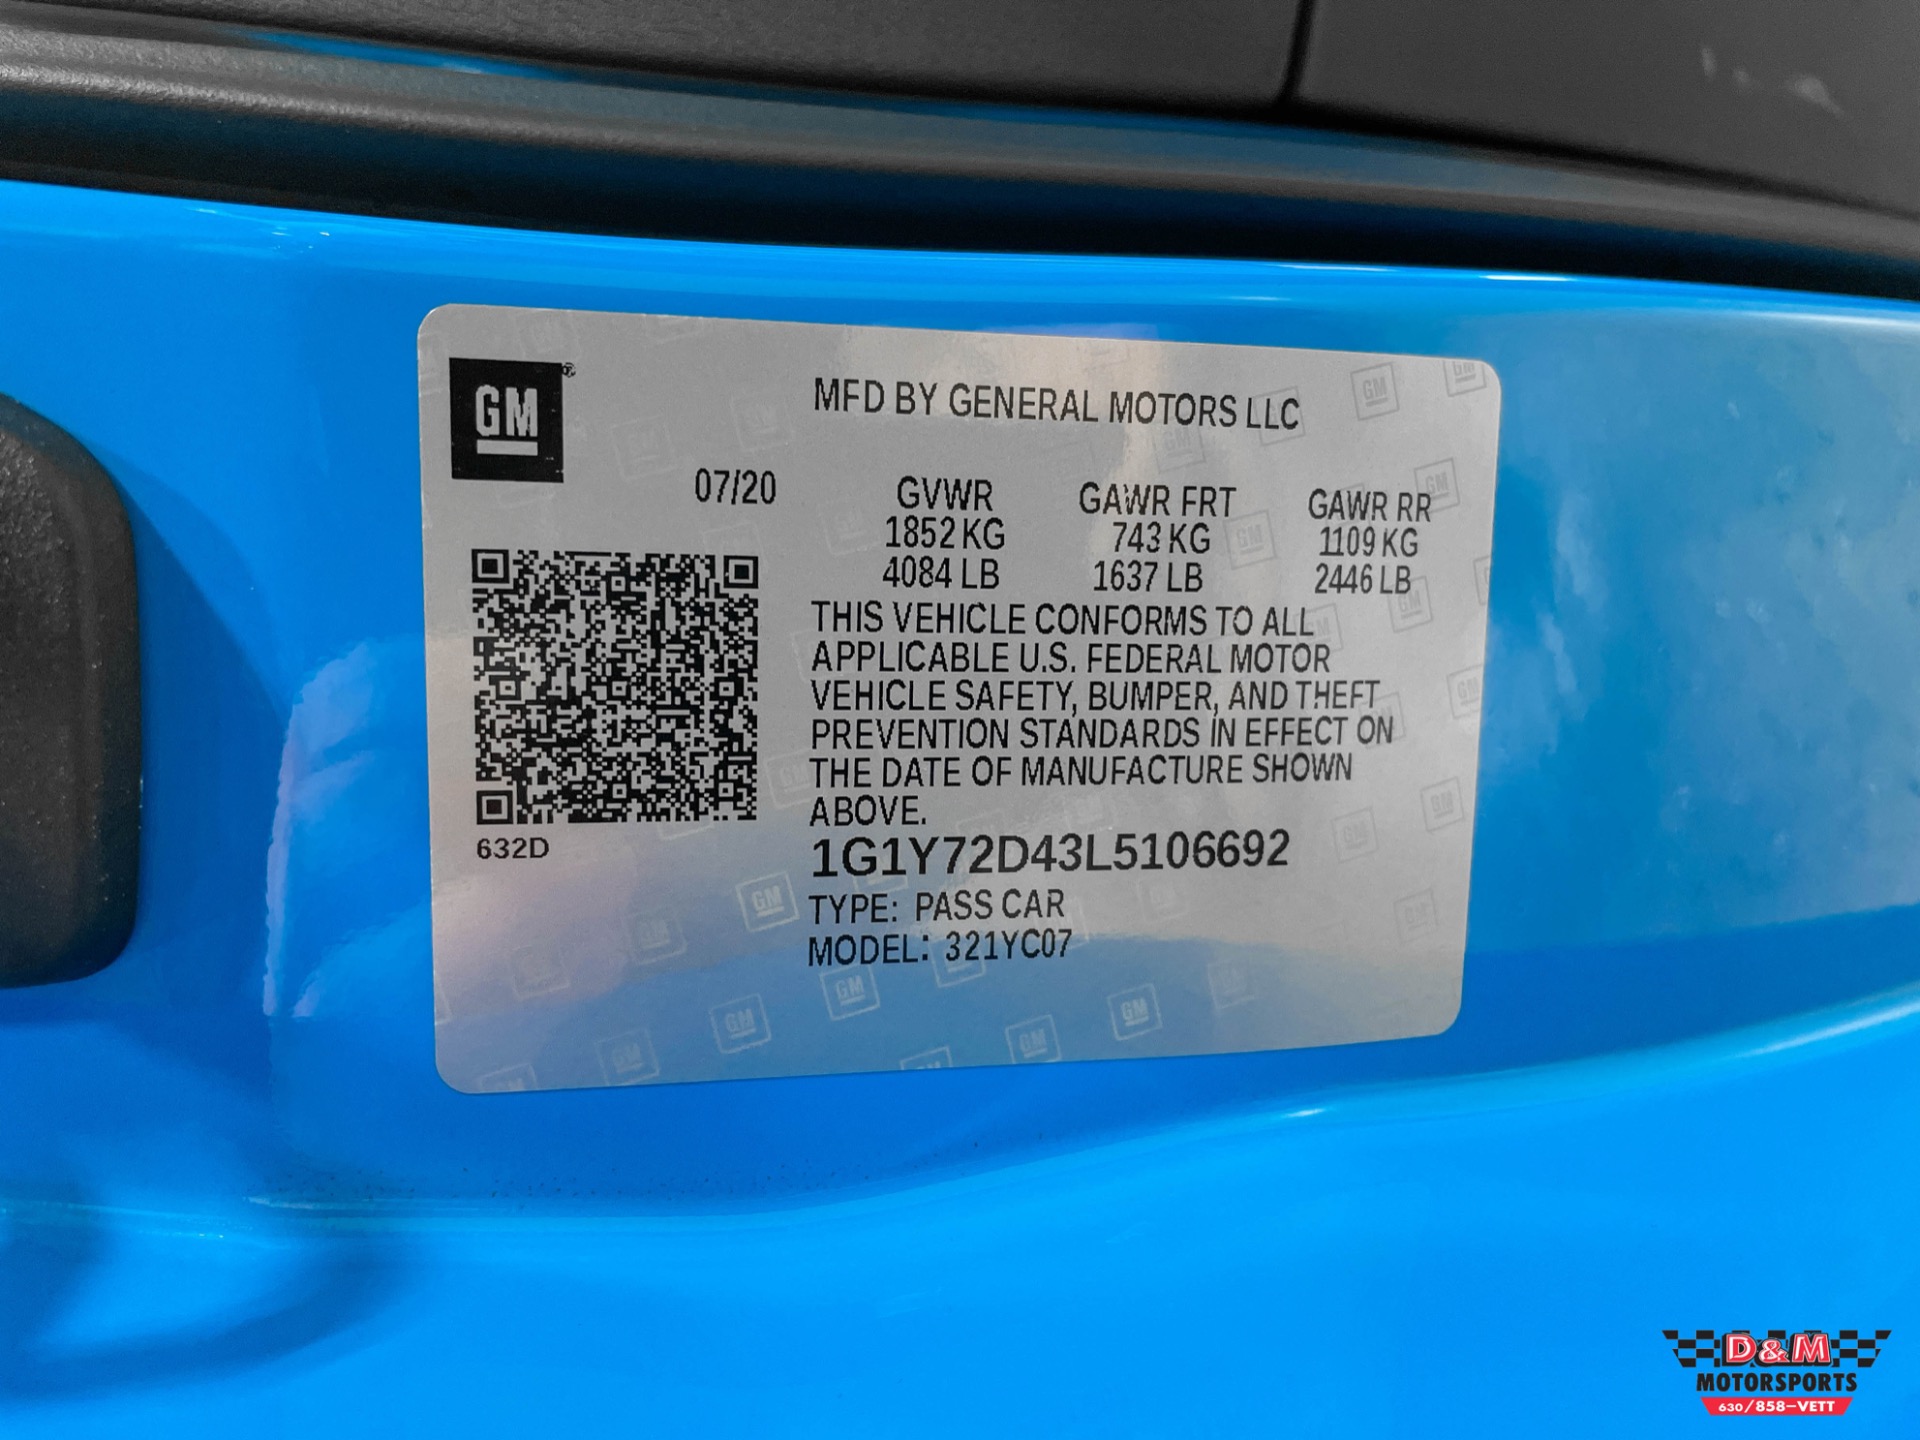 GM®
MFD BY GENERAL MOTORS LLC
07/20
GVWR GAWR FRT GAWR RR
1852 KG 743 KG 1109 KG
4084 LB 1637 LB 2446 LB
THIS VEHICLE CONFORMS TO ALL
APPLICABLE U.S. FEDERAL MOTOR
VEHICLE SAFETY, BUMPER, AND THEFT
PREVENTION STANDARDS IN EFFECT ON
THE DATE OF MANUFACTURE SHOWN
ABOVE.
632D
1G1Y72D43L5106692
TYPE: PASS CAR
MODEL: 321YC07
D&M
MOTORSPORTS
630/858-VETT